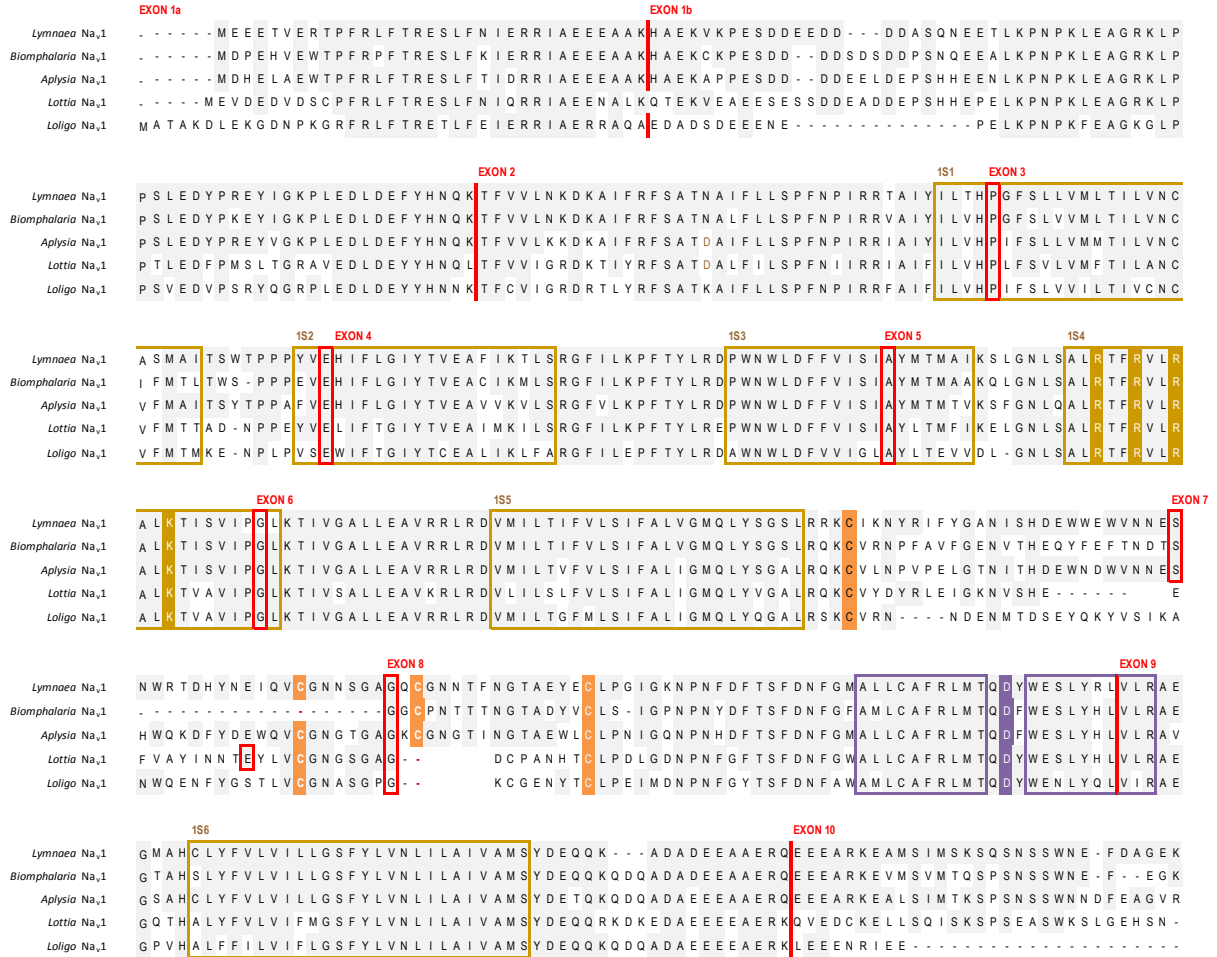 EXON 1a EXON 1b
Lymnaea Nav1 - - - - - - M E E E T V E R T P F R L F T R E S L F N I E R R I A E E E A A K H A E K V K P E S D D E E D D - - - D D A S Q N E E T L K P N P K L E A G R K L P
Biomphalaria Nav1 - - - - - - M D P E H V E W T P F R P F T R E S L F K I E R R I A E E E A A K H A E K C K P E S D D - - D D S D S D D P S N Q E E A L K P N P K L E A G R K L P
Aplysia Nav1 - - - - - - M D H E L A E W T P F R L F T R E S L F T I D R R I A E E E A A K H A E K A P P E S D D - - D D D E E L D E P S H H E E N L K P N P K L E A G R K L P
Lottia Nav1 - - - - - M E V D E D V D S C P F R L F T R E S L F N I Q R R I A E E N A L K Q T E K V E A E E S E S S D D E A D D E P S H H E P E L K P N P K L E A G R K L P
Loligo Nav1 M A T A K D L E K G D N P K G R F R L F T R E T L F E I E R R I A E R R A Q A E D A D S D E E E N E - - - - - - - - - - - - - - P E L K P N P K F E A G K G L P
EXON 2 1S1 EXON 3
Lymnaea Nav1 P S L E D Y P R E Y I G K P L E D L D E F Y H N Q K T F V V L N K D K A I F R F S A T N A I F L L S P F N P I R R T A I Y I L T H P G F S L L V M L T I L V N C
Biomphalaria Nav1 P S L E D Y P K E Y I G K P L E D L D E F Y H N Q K T F V V L N K D K A I F R F S A T N A L F L L S P F N P I R R V A I Y I L V H P G F S L V V M L T I L V N C
Aplysia Nav1 P S L E D Y P R E Y V G K P L E D L D E F Y H N Q K T F V V L K K D K A I F R F S A T D A I F L L S P F N P I R R I A I Y I L V H P I F S L L V M M T I L V N C
Lottia Nav1 P T L E D F P M S L T G R A V E D L D E Y Y H N Q L T F V V I G R D K T I Y R F S A T D A L F I L S P F N I I R R I A I F I L V H P L F S V L V M F T I L A N C
Loligo Nav1 P S V E D V P S R Y Q G R P L E D L D E Y Y H N N K T F C V I G R D R T L Y R F S A T K A I F L L S P F N P I R R F A I F I L V H P I F S L V V I L T I V C N C
1S2 EXON 4 1S3 EXON 5 1S4
Lymnaea Nav1 A S M A I T S W T P P P Y V E H I F L G I Y T V E A F I K T L S R G F I L K P F T Y L R D P W N W L D F F V I S I A Y M T M A I K S L G N L S A L R T F R V L R
Biomphalaria Nav1 I F M T L T W S - P P P E V E H I F L G I Y T V E A C I K M L S R G F I L K P F T Y L R D P W N W L D F F V I S I A Y M T M A A K Q L G N L S A L R T F R V L R
Aplysia Nav1 V F M A I T S Y T P P A F V E H I F L G I Y T V E A V V K V L S R G F V L K P F T Y L R D P W N W L D F F V I S I A Y M T M T V K S F G N L Q A L R T F R V L R
Lottia Nav1 V F M T T A D - N P P E Y V E L I F T G I Y T V E A I M K I L S R G F I L K P F T Y L R E P W N W L D F F V I S I A Y L T M F I K E L G N L S A L R T F R V L R
Loligo Nav1 V F M T M K E - N P L P V S E W I F T G I Y T C E A L I K L F A R G F I L E P F T Y L R D A W N W L D F V V I G L A Y L T E V V D L - G N L S A L R T F R V L R
EXON 6 1S5 EXON 7
Lymnaea Nav1 A L K T I S V I P G L K T I V G A L L E A V R R L R D V M I L T I F V L S I F A L V G M Q L Y S G S L R R K C I K N Y R I F Y G A N I S H D E W W E W V N N E S
Biomphalaria Nav1 A L K T I S V I P G L K T I V G A L L E A V R R L R D V M I L T I F V L S I F A L V G M Q L Y S G S L R Q K C V R N P F A V F G E N V T H E Q Y F E F T N D T S
Aplysia Nav1 A L K T I S V I P G L K T I V G A L L E A V R R L R D V M I L T V F V L S I F A L I G M Q L Y S G A L R Q K C V L N P V P E L G T N I T H D E W N D W V N N E S
Lottia Nav1 A L K T V A V I P G L K T I V S A L L E A V K R L R D V L I L S L F V L S I F A L I G M Q L Y V G A L R Q K C V Y D Y R L E I G K N V S H E - - - - - - E
Loligo Nav1 A L K T V A V I P G L K T I V G A L L E A V R R L R D V M I L T G F M L S I F A L I G M Q L Y Q G A L R S K C V R N - - - - N D E N M T D S E Y Q K Y V S I K A
EXON 8 EXON 9
Lymnaea Nav1 N W R T D H Y N E I Q V C G N N S G A G Q C G N N T F N G T A E Y E C L P G I G K N P N F D F T S F D N F G M A L L C A F R L M T Q D Y W E S L Y R L V L R A E
Biomphalaria Nav1 - - - - - - - - - - - - - - - - - - - G G C P N T T T N G T A D Y V C L S - I G P N P N Y D F T S F D N F G F A M L C A F R L M T Q D F W E S L Y H L V L R A E
Aplysia Nav1 H W Q K D F Y D E W Q V C G N G T G A G K C G N G T I N G T A E W L C L P N I G Q N P N H D F T S F D N F G W A M L C A F R L M T Q D F W E S L Y H L V L R A V
Lottia Nav1 F V A Y I N N T E Y L V C G N G S G A G - - D C P A N H T C L P D L G D N P N F G F T S F D N F G W A L L C A F R L M T Q D Y W E S L Y H L V L R A E
Loligo Nav1 N W Q E N F Y G S T L V C G N A S G P G - - K C G E N Y T C L P E I M D N P N F G Y T S F D N F A W A M L C A F R L M T Q D Y W E N L Y Q L V I R A E
1S6 EXON 10
Lymnaea Nav1 G M A H C L Y F V L V I L L G S F Y L V N L I L A I V A M S Y D E Q Q K - - - A D A D E E A A E R Q E E E A R K E A M S I M S K S Q S N S S W N E - F D A G E K
Biomphalaria Nav1 G T A H S L Y F V L V I L L G S F Y L V N L I L A I V A M S Y D E Q Q K Q D Q A D A E E E A A E R Q E E E A R K E V M S V M T Q S P S N S S W N E - F - - E G K
Aplysia Nav1 G S A H C L Y F V L V I L L G S F Y L V N L I L A I V A M S Y D E T Q K Q D Q A D A E E E A A E R Q E E E A R K E A L S I M T K S P S N S S W N D F E A G V R
Lottia Nav1 G Q T H A L Y F V L V I F M G S F Y L V N L I L A I V A M S Y D E Q Q R K D K E D A E E E A E R K Q V E D C K E L L S Q I S K S P S E A S W K S L G E H S N -
Loligo Nav1 G P V H A L F F I L V I F L G S F Y L V N L I L A I V A M S Y D E Q Q K Q D Q A D A E E E E A E R K L E E E N R I E E - - - - - - - - - - - - - - - - - - - - -